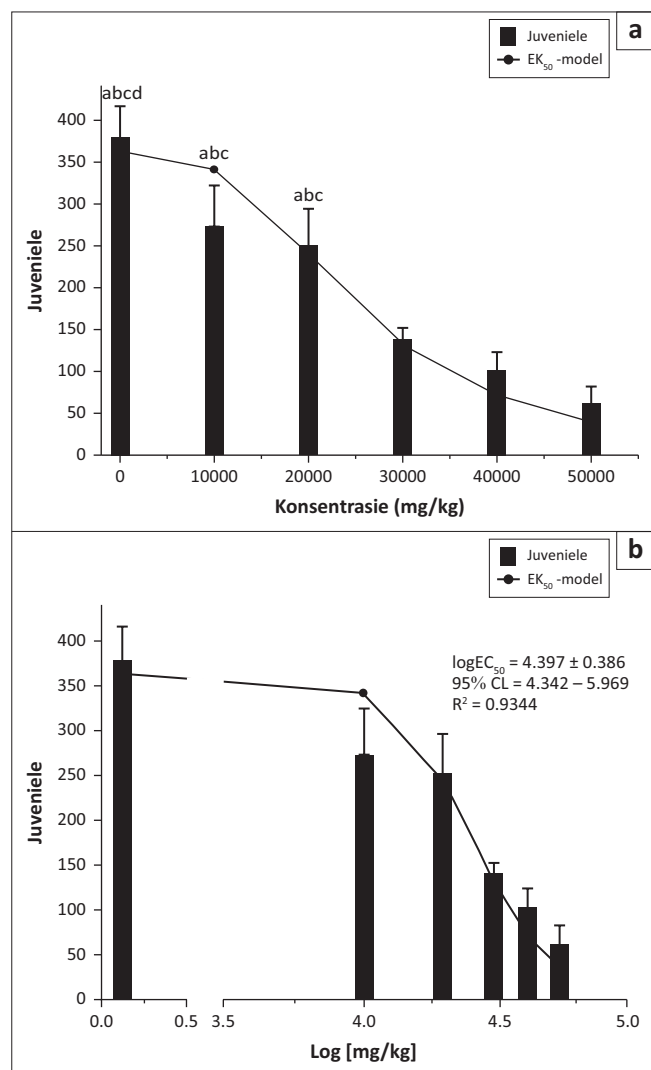 Juveniele
EK₅₀ -model
a
abcd
abc
abc
400
350
300
250
200
150
100
50
0
Juveniele
0 10000 20000 30000 40000 50000
Konsentrasie (mg/kg)
Juveniele
EK₅₀ -model
b
logEC₅₀ = 4.397 ± 0.386
95% CL = 4.342 – 5.969
R² = 0.9344
400
350
300
250
200
150
100
50
0
Juveniele
0.0 0.5 3.5 4.0 4.5 5.0
Log [mg/kg]